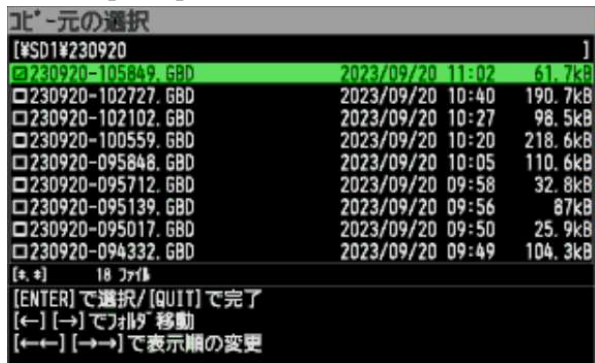 ｺﾋﾟｰ元の選択
[¥SD1¥230920 ]
230920-105849.GBD 2023/09/20 11:02 61.7kB
230920-102727.GBD 2023/09/20 10:40 190.7kB
230920-102102.GBD 2023/09/20 10:27 98.5kB
230920-100559.GBD 2023/09/20 10:20 218.6kB
230920-095848.GBD 2023/09/20 10:05 110.6kB
230920-095712.GBD 2023/09/20 09:58 32.8kB
230920-095139.GBD 2023/09/20 09:56 87kB
230920-095017.GBD 2023/09/20 09:50 25.9kB
230920-094332.GBD 2023/09/20 09:49 104.3kB
[*.*] 18 ﾌｧｲﾙ
[ENTER]で選択/[QUIT]で完了
[←][→]でﾌｫﾙﾀﾞ移動
[←←][→→]で表示順の変更